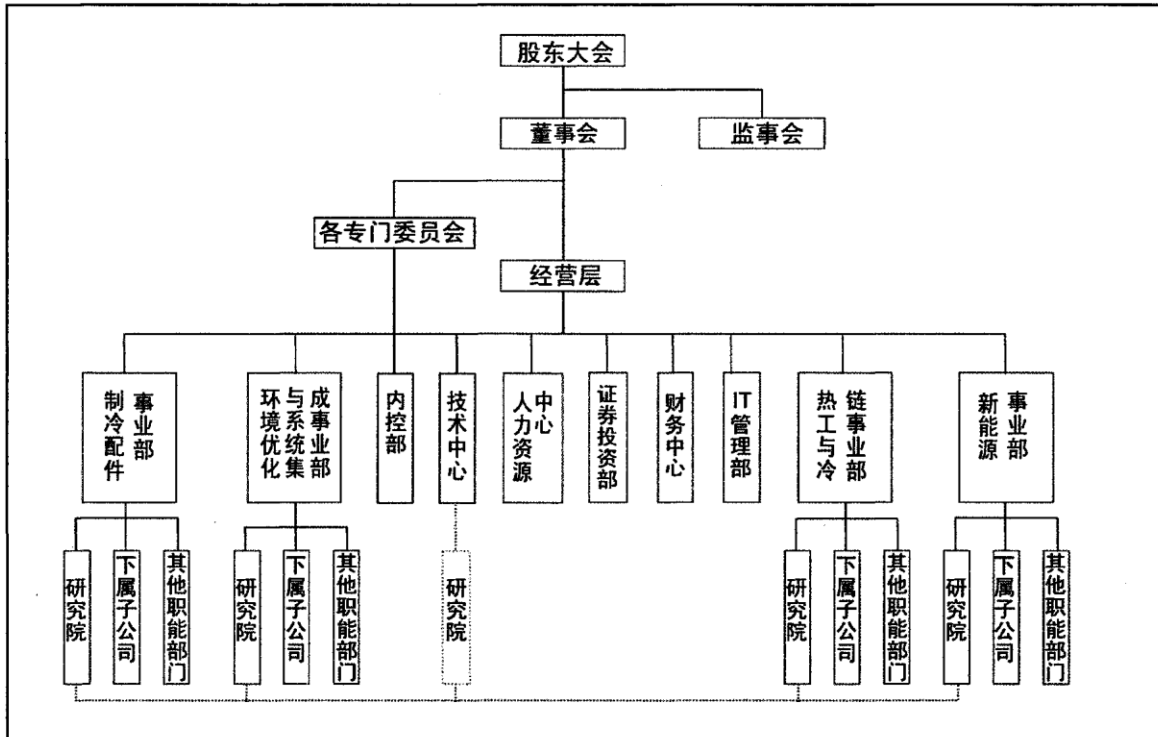 股东大会
董事会
监事会
各专门委员会
经营层
制冷配件
事业部
环境优化
与系统集
成事业部
内控部
技术中心
人力资源
中心
证券投资部
财务中心
IT管理部
热工与冷
链事业部
新能源
事业部
研究院
下属子公司
其他职能部门
研究院
下属子公司
其他职能部门
研究院
研究院
下属子公司
其他职能部门
研究院
下属子公司
其他职能部门